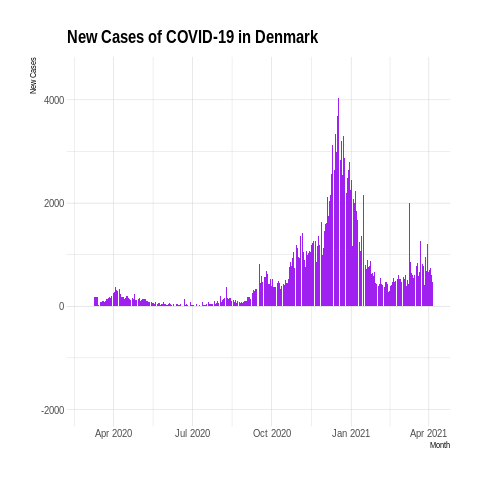 New Cases of COVID-19 in Denmark
New Cases
4000
2000
0
-2000
Apr 2020 Jul 2020 Oct 2020 Jan 2021 Apr 2021
Month